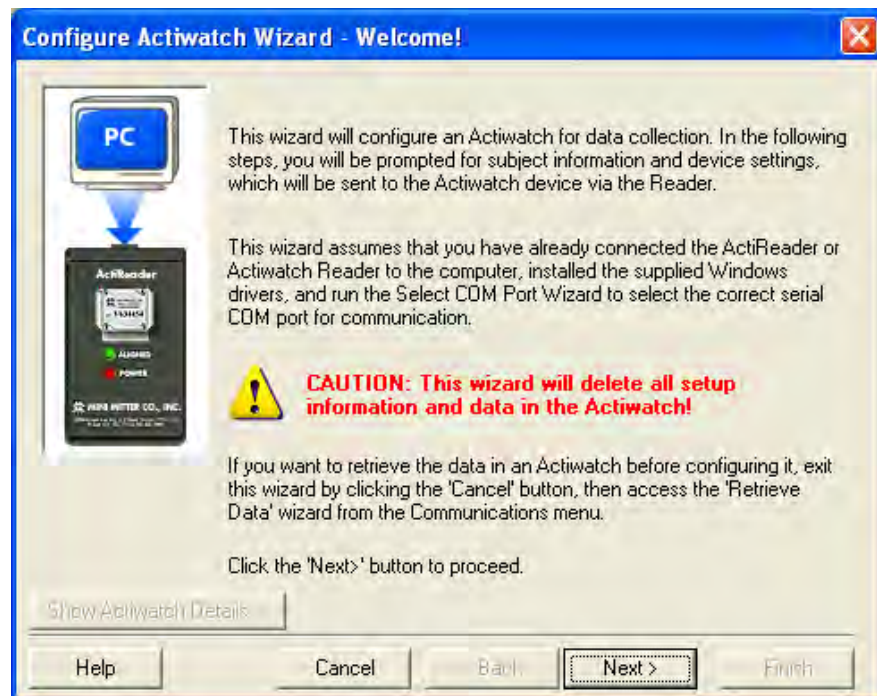 Configure Actiwatch Wizard - Welcome!
PC
This wizard will configure an Actiwatch for data collection. In the following
steps, you will be prompted for subject information and device settings,
which will be sent to the Actiwatch device via the Reader.
This wizard assumes that you have already connected the ActiReader or
Actiwatch Reader to the computer, installed the supplied Windows
drivers, and run the Select COM Port Wizard to select the correct serial
COM port for communication.
ActiReader
ALIGNED
POWER
MINI MITTER CO., INC.
CAUTION: This wizard will delete all setup
information and data in the Actiwatch!
If you want to retrieve the data in an Actiwatch before configuring it, exit
this wizard by clicking the 'Cancel' button, then access the 'Retrieve
Data' wizard from the Communications menu.
Click the 'Next>' button to proceed.
Show Actiwatch Details
Help
Cancel
Back
Next >
Finish